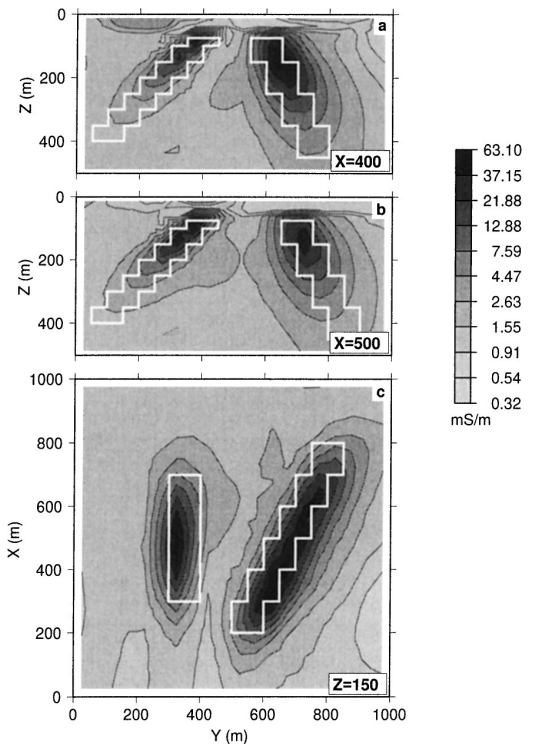 0
200
400
Z (m)
a
X=400
0
200
400
Z (m)
b
X=500
1000
800
600
400
200
0
X (m)
c
Z=150
0 200 400 600 800 1000
Y (m)
63.10
37.15
21.88
12.88
7.59
4.47
2.63
1.55
0.91
0.54
0.32
mS/m